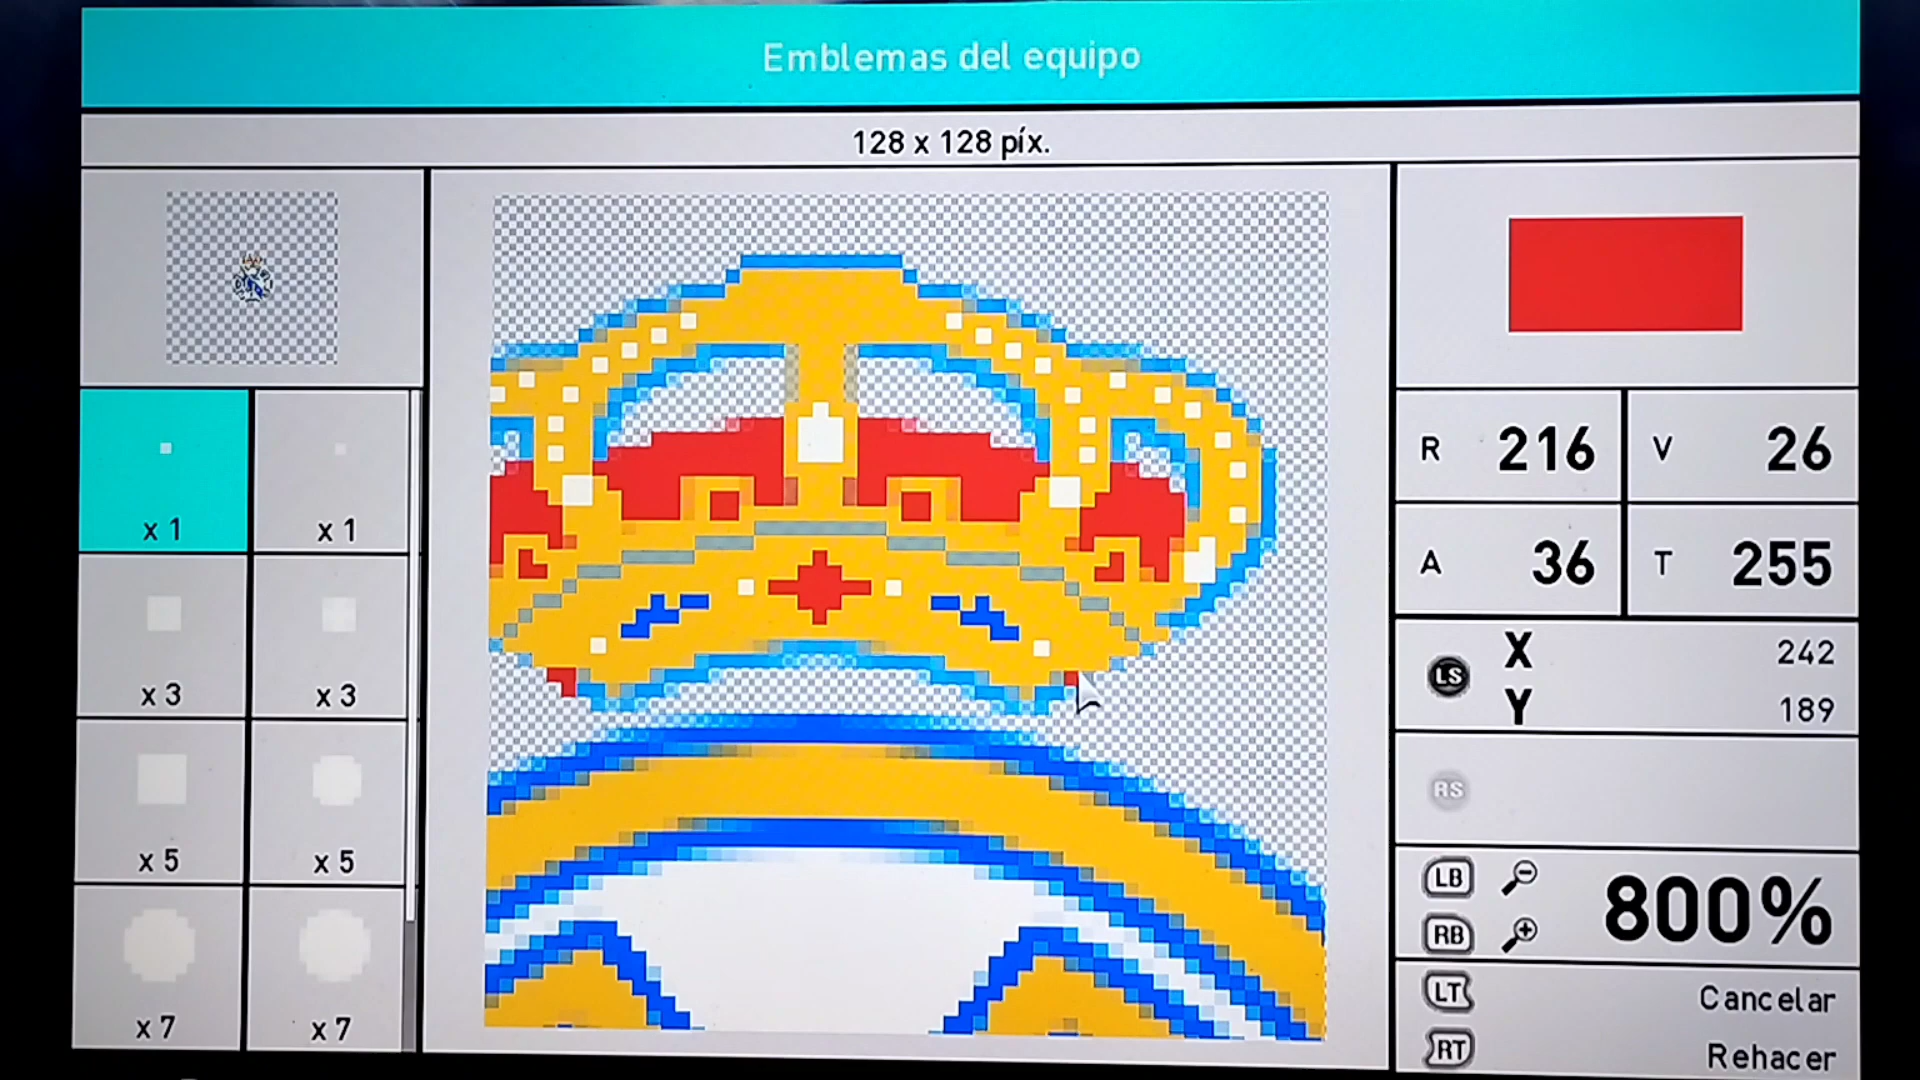 Emblemas del equipo
128 x 128 píx.
x 1
x 1
x 3
x 3
x 5
x 5
x 7
x 7
R 216
V 26
A 36
T 255
LS
X 242
Y 189
RS
LB
RB
800%
LT Cancelar
RT Rehacer